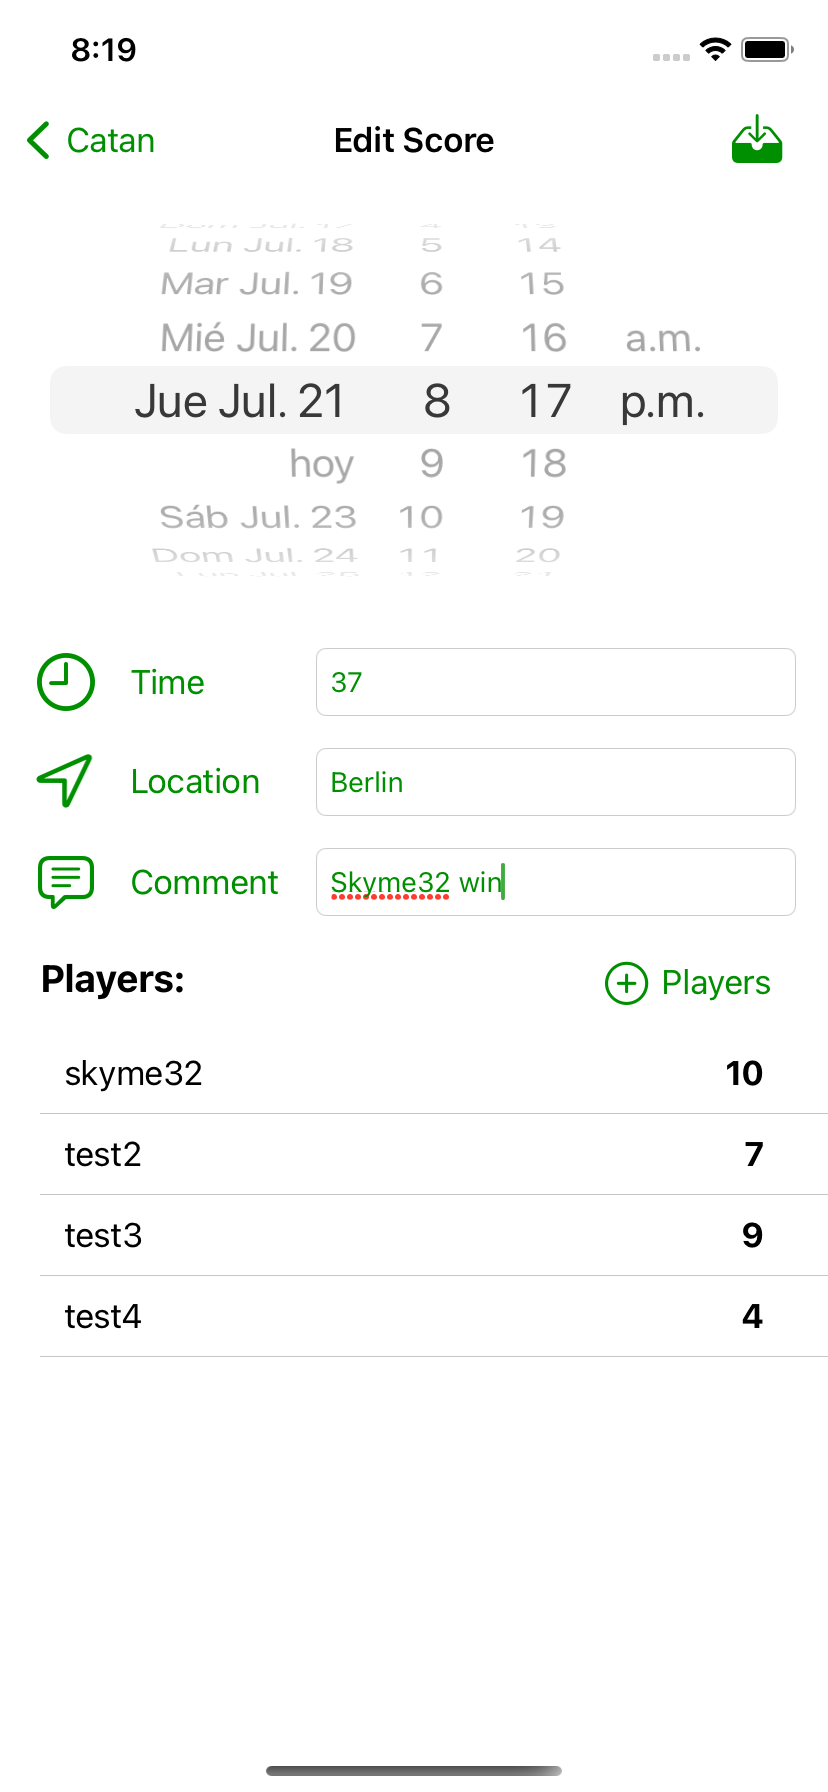 8:19
Catan Edit Score
Lun Jul. 18 5 14
Mar Jul. 19 6 15
Mié Jul. 20 7 16 a.m.
Jue Jul. 21 8 17 p.m.
hoy 9 18
Sáb Jul. 23 10 19
Dom Jul. 24 11 20
Time 37
Location Berlin
Comment Skyme32 win
Players: Players
skyme32 10
test2 7
test3 9
test4 4